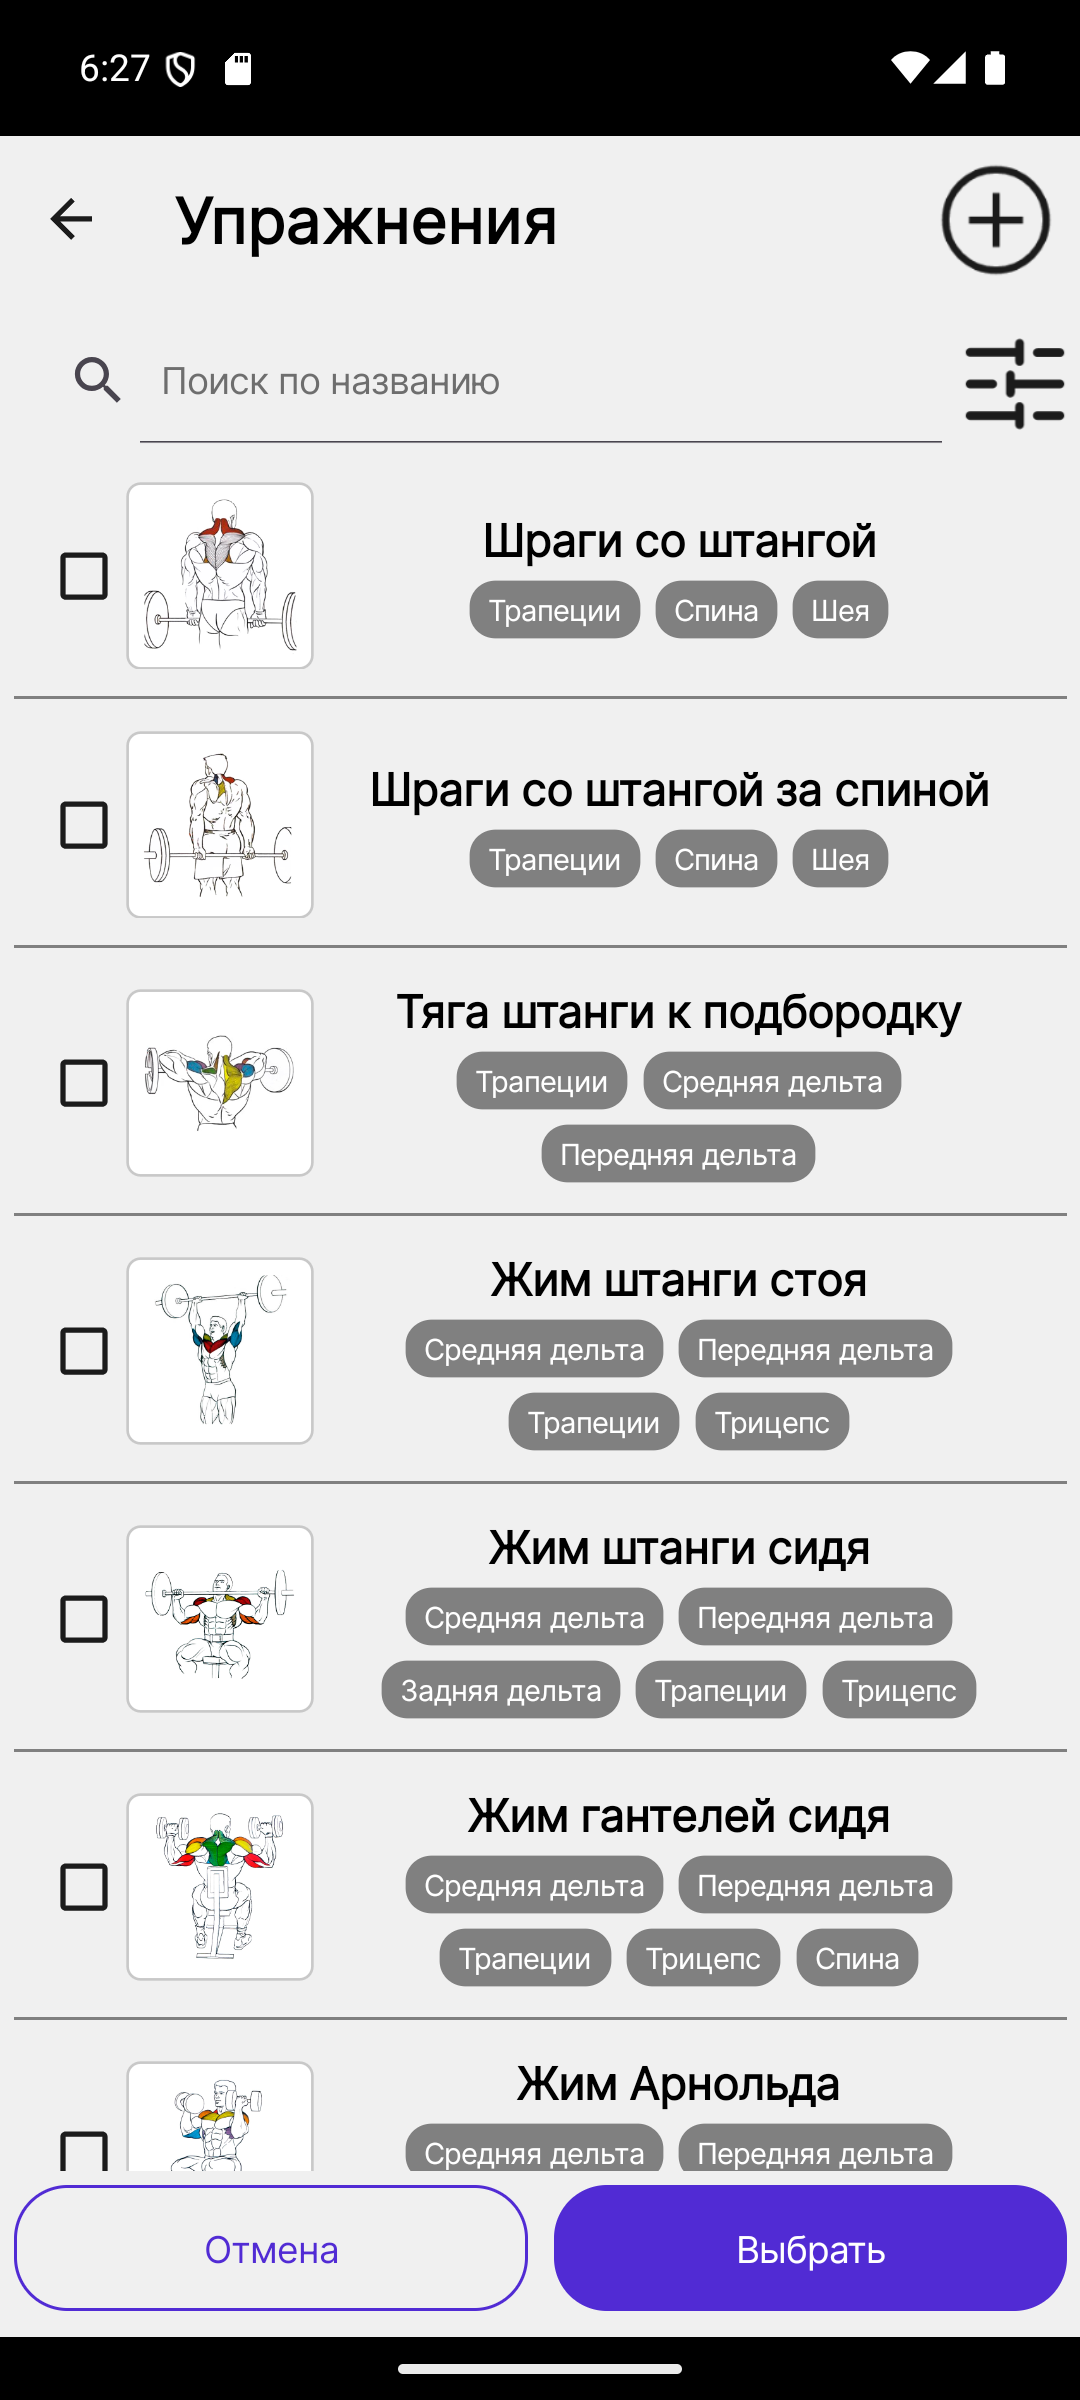 6:27
Упражнения
Поиск по названию
Шраги со штангой
Трапеции Спина Шея
Шраги со штангой за спиной
Трапеции Спина Шея
Тяга штанги к подбородку
Трапеции Средняя дельта
Передняя дельта
Жим штанги стоя
Средняя дельта Передняя дельта
Трапеции Трицепс
Жим штанги сидя
Средняя дельта Передняя дельта
Задняя дельта Трапеции Трицепс
Жим гантелей сидя
Средняя дельта Передняя дельта
Трапеции Трицепс Спина
Жим Арнольда
Средняя дельта Передняя дельта
Отмена Выбрать